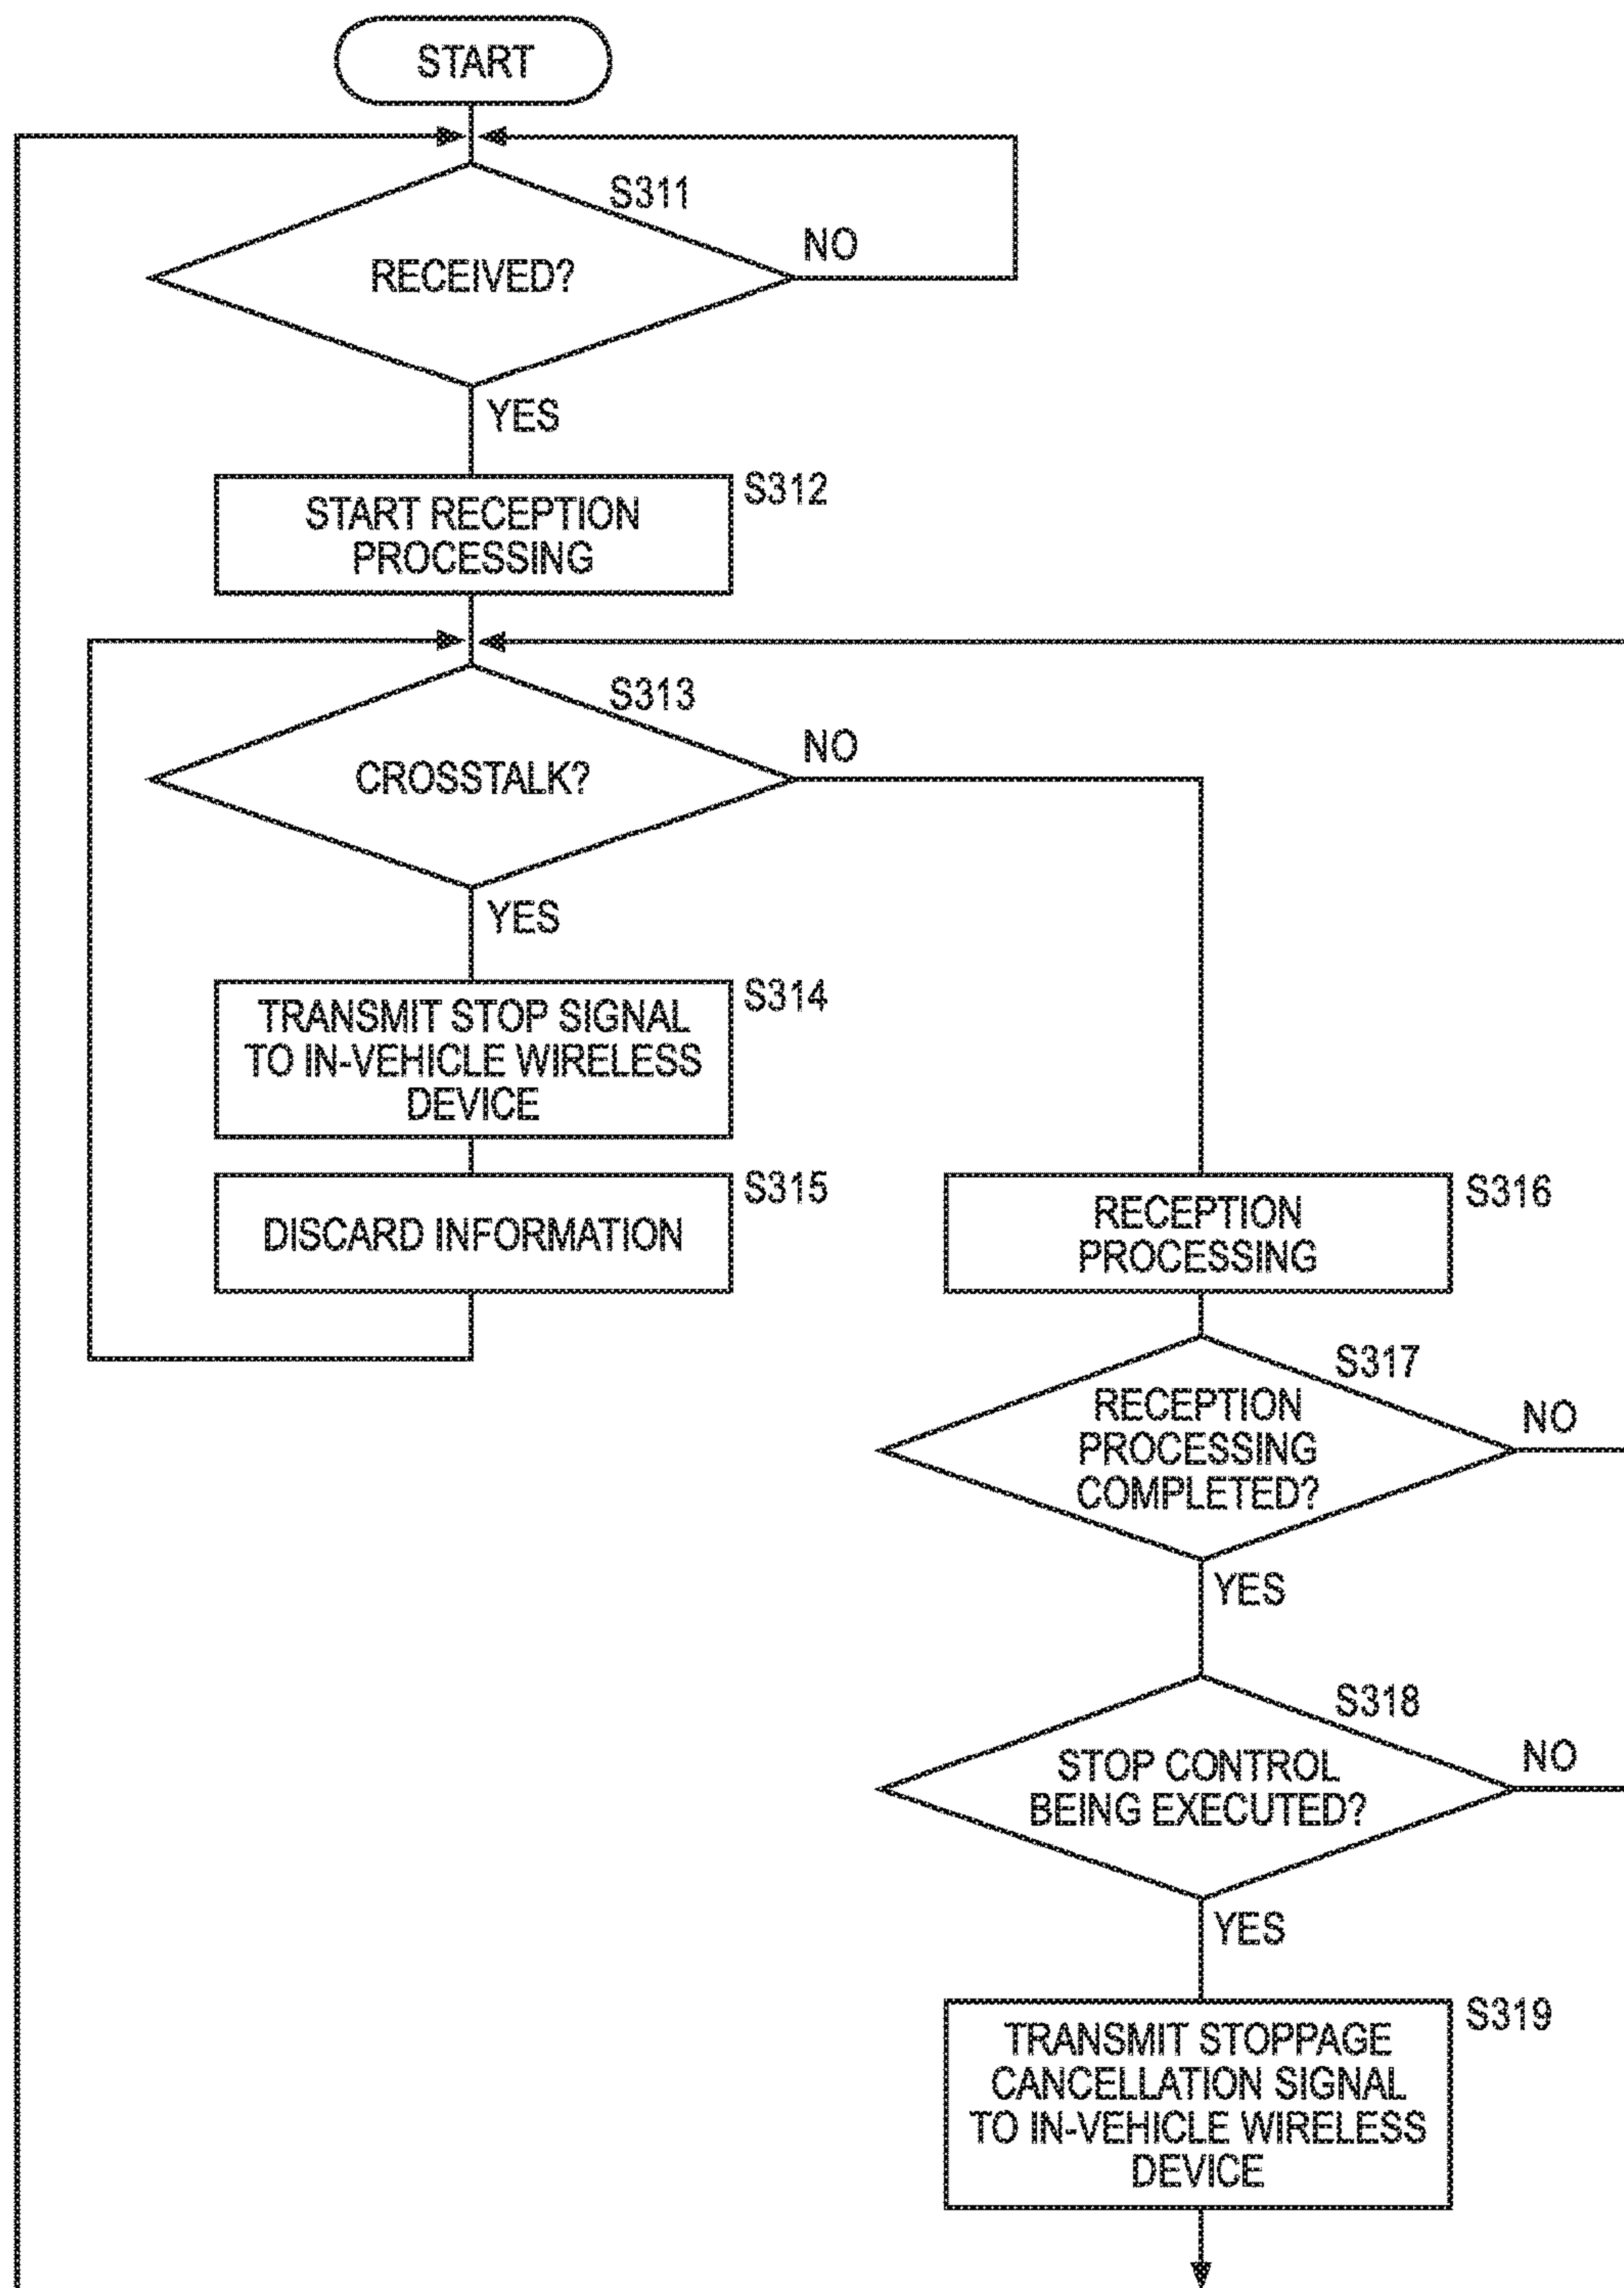 START
S311
RECEIVED?
NO
YES
S312
START RECEPTION
PROCESSING
S313
CROSSTALK?
NO
YES
S314
TRANSMIT STOP SIGNAL
TO IN-VEHICLE WIRELESS
DEVICE
S315
DISCARD INFORMATION
S316
RECEPTION
PROCESSING
S317
RECEPTION
PROCESSING
COMPLETED?
NO
YES
S318
STOP CONTROL
BEING EXECUTED?
NO
YES
S319
TRANSMIT STOPPAGE
CANCELLATION SIGNAL
TO IN-VEHICLE WIRELESS
DEVICE